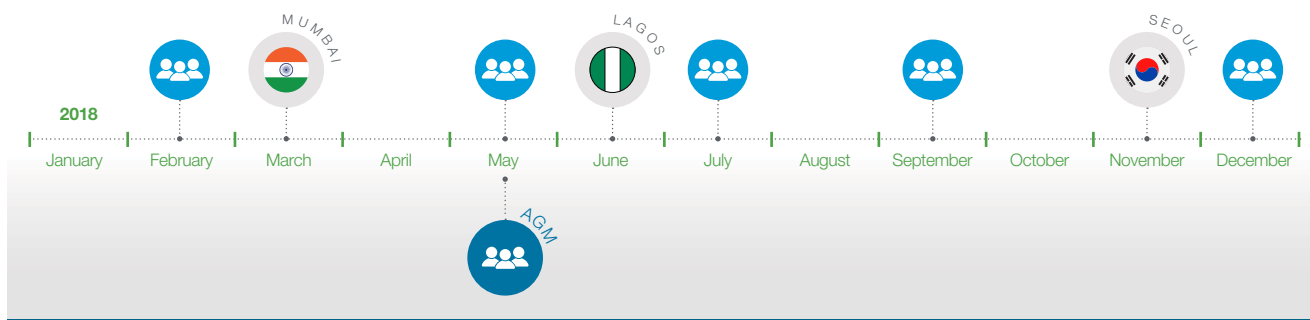 MUMBAI
LAGOS
SEOUL
2018
January February March April May June July August September October November December
AGM